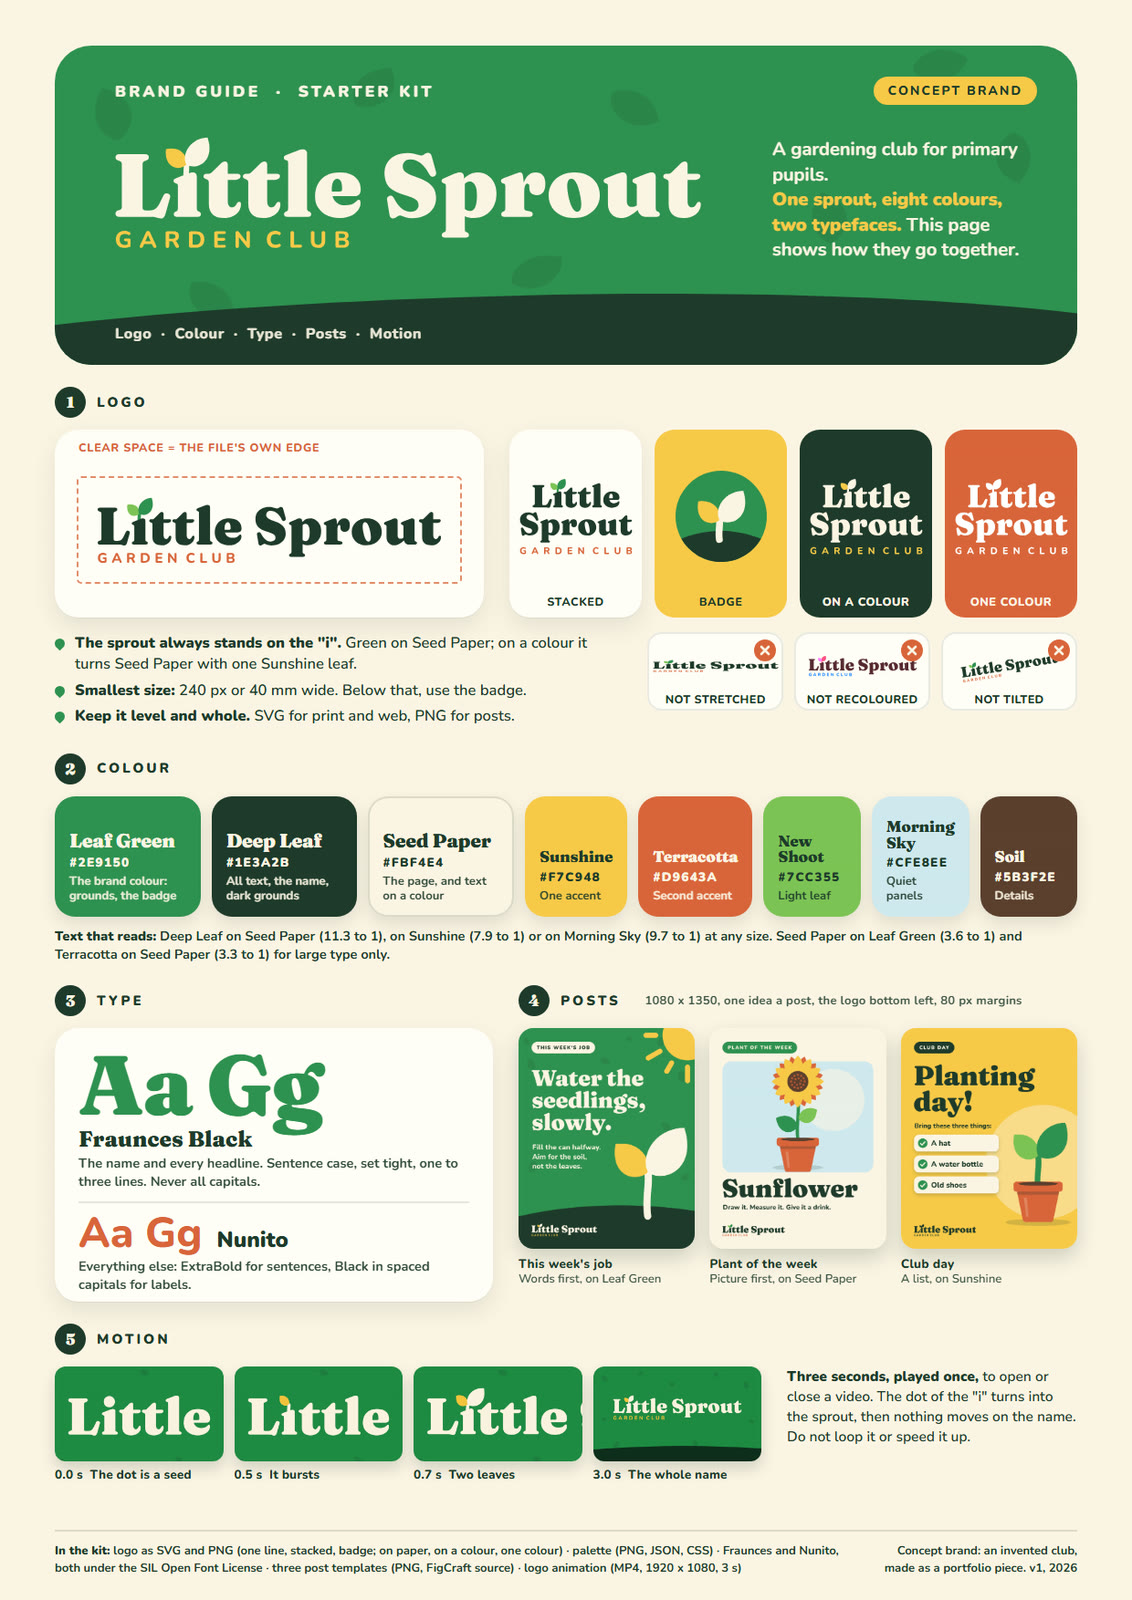 BRAND GUIDE · STARTER KIT
CONCEPT BRAND
Little Sprout
GARDEN CLUB
A gardening club for primary
pupils.
One sprout, eight colours,
two typefaces. This page
shows how they go together.
Logo · Colour · Type · Posts · Motion
1 LOGO
CLEAR SPACE = THE FILE'S OWN EDGE
Little Sprout
GARDEN CLUB
Little
Sprout
GARDEN CLUB
STACKED
BADGE
Little
Sprout
GARDEN CLUB
ON A COLOUR
Little
Sprout
GARDEN CLUB
ONE COLOUR
The sprout always stands on the "i". Green on Seed Paper; on a colour it
turns Seed Paper with one Sunshine leaf.
Smallest size: 240 px or 40 mm wide. Below that, use the badge.
Keep it level and whole. SVG for print and web, PNG for posts.
Little Sprout
GARDEN CLUB
NOT STRETCHED
Little Sprout
GARDEN CLUB
NOT RECOLOURED
Little Sprout
GARDEN CLUB
NOT TILTED
2 COLOUR
Leaf Green
#2E9150
The brand colour:
grounds, the badge
Deep Leaf
#1E3A2B
All text, the name,
dark grounds
Seed Paper
#FBF4E4
The page, and text
on a colour
Sunshine
#F7C948
One accent
Terracotta
#D9643A
Second accent
New
Shoot
#7CC355
Light leaf
Morning
Sky
#CFE8EE
Quiet
panels
Soil
#5B3F2E
Details
Text that reads: Deep Leaf on Seed Paper (11.3 to 1), on Sunshine (7.9 to 1) or on Morning Sky (9.7 to 1) at any size. Seed Paper on Leaf Green (3.6 to 1) and
Terracotta on Seed Paper (3.3 to 1) for large type only.
3 TYPE
Aa Gg
Fraunces Black
The name and every headline. Sentence case, set tight, one to
three lines. Never all capitals.
Aa Gg Nunito
Everything else: ExtraBold for sentences, Black in spaced
capitals for labels.
4 POSTS
1080 x 1350, one idea a post, the logo bottom left, 80 px margins
THIS WEEK'S JOB
Water the
seedlings,
slowly.
Fill the can halfway.
Aim for the soil,
not the leaves.
Little Sprout
GARDEN CLUB
This week's job
Words first, on Leaf Green
PLANT OF THE WEEK
Sunflower
Draw it. Measure it. Give it a drink.
Little Sprout
GARDEN CLUB
Plant of the week
Picture first, on Seed Paper
CLUB DAY
Planting
day!
Bring these three things:
A hat
A water bottle
Old shoes
Little Sprout
GARDEN CLUB
Club day
A list, on Sunshine
5 MOTION
Little
0.0 s The dot is a seed
Little
0.5 s It bursts
Little
0.7 s Two leaves
Little Sprout
GARDEN CLUB
3.0 s The whole name
Three seconds, played once, to open or
close a video. The dot of the "i" turns into
the sprout, then nothing moves on the name.
Do not loop it or speed it up.
In the kit: logo as SVG and PNG (one line, stacked, badge; on paper, on a colour, one colour) · palette (PNG, JSON, CSS) · Fraunces and Nunito,
both under the SIL Open Font License · three post templates (PNG, FigCraft source) · logo animation (MP4, 1920 x 1080, 3 s)
Concept brand: an invented club,
made as a portfolio piece. v1, 2026